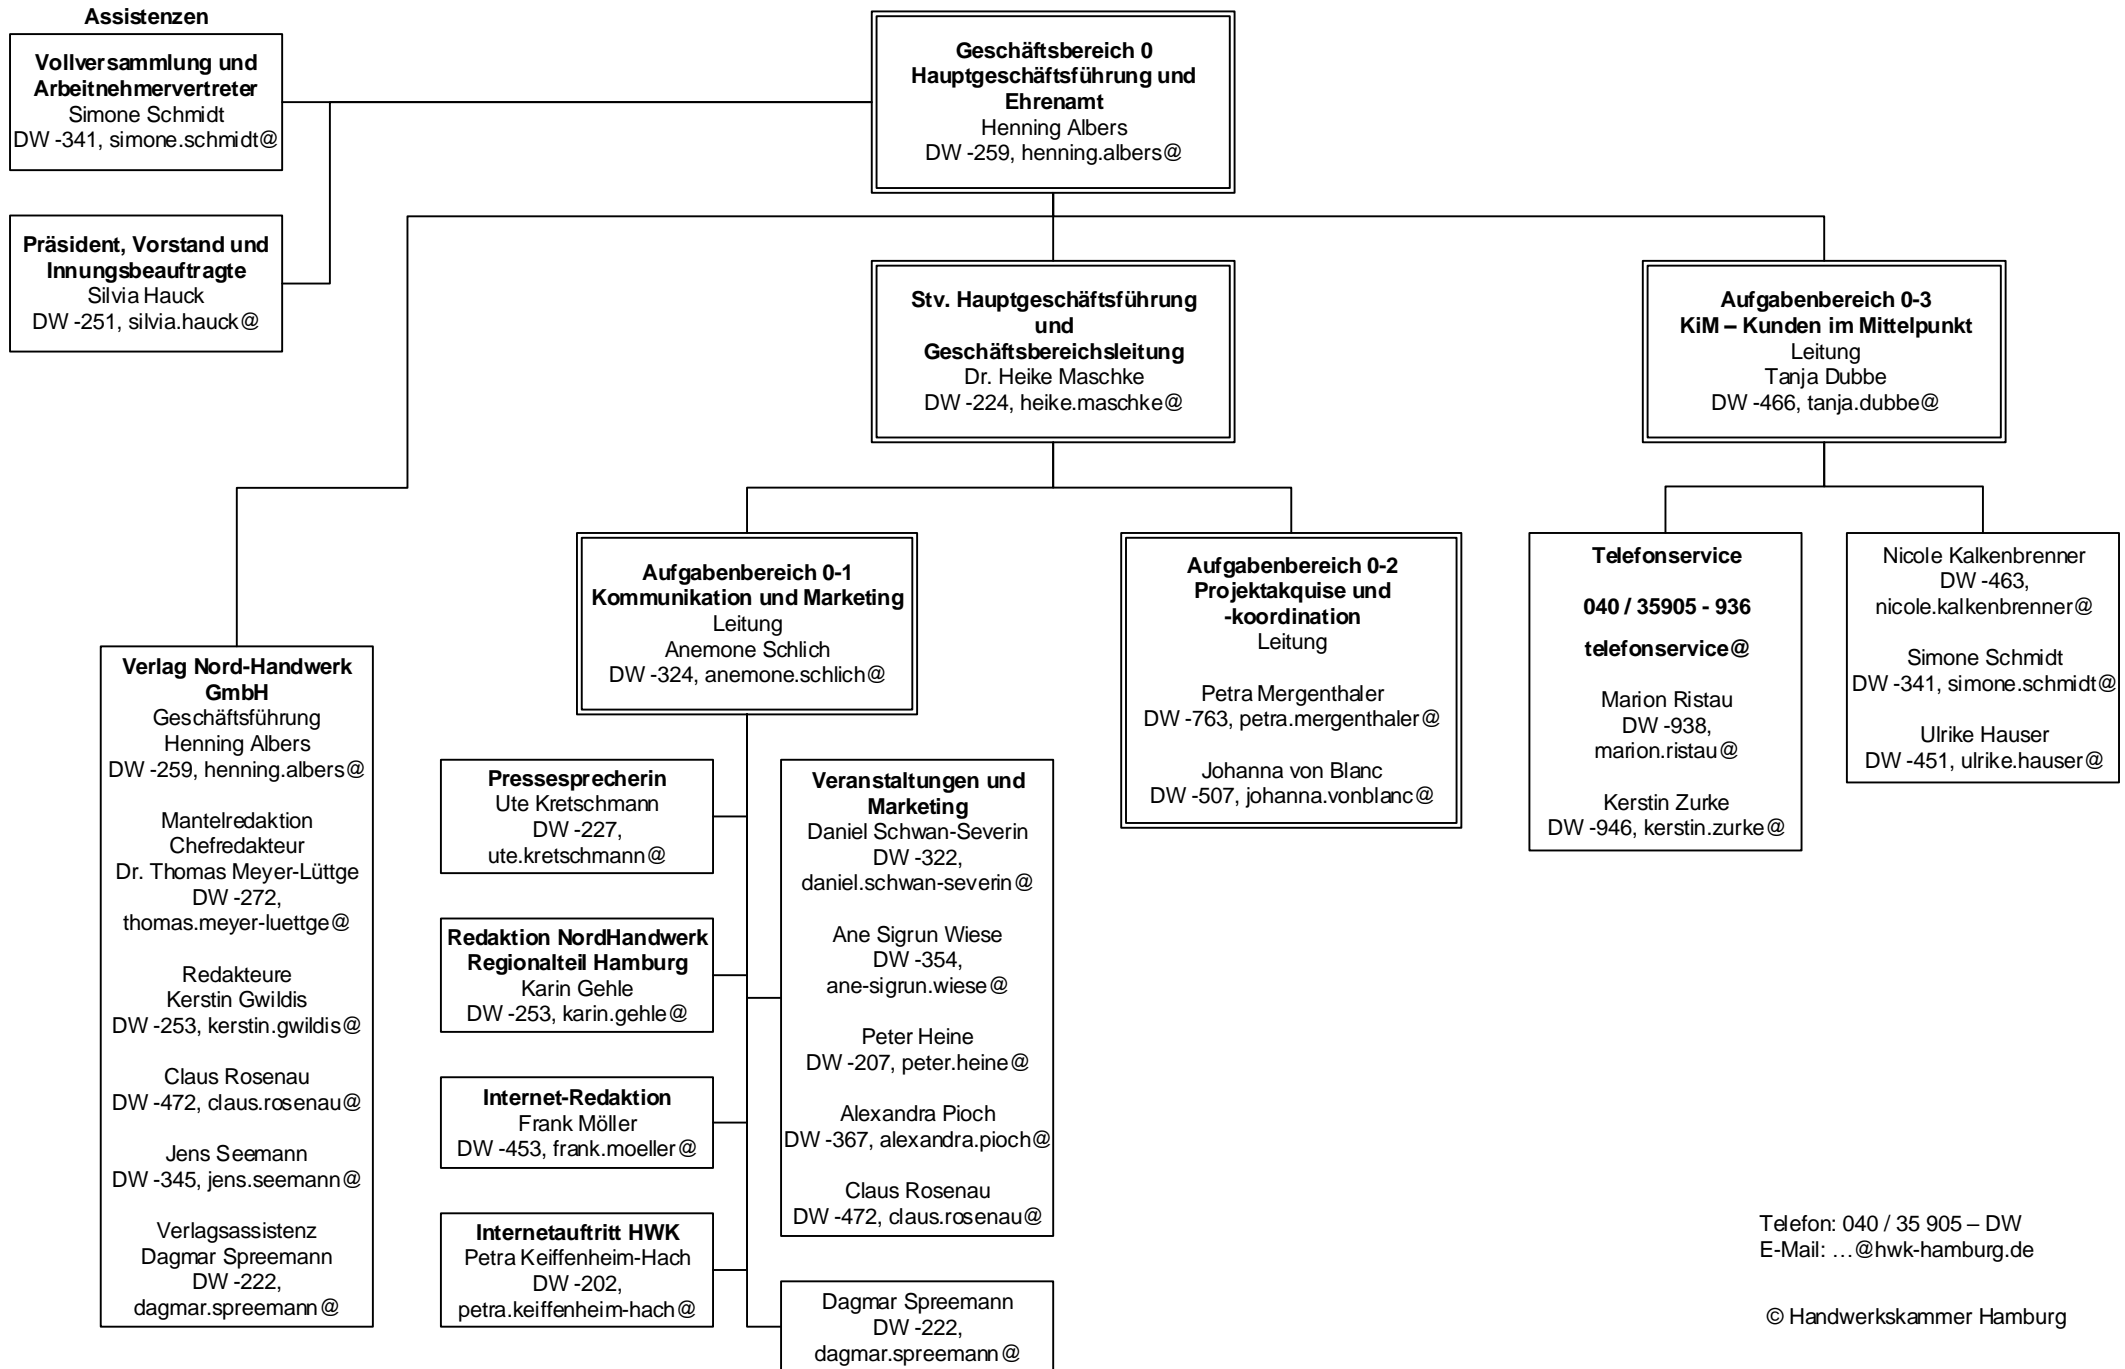 Assistenzen
Vollversammlung und
Arbeitnehmervertreter
Simone Schmidt
DW -341, simone.schmidt@
Präsident, Vorstand und
Innungsbeauftragte
Silvia Hauck
DW -251, silvia.hauck@
Geschäftsbereich 0
Hauptgeschäftsführung und
Ehrenamt
Henning Albers
DW -259, henning.albers@
Stv. Hauptgeschäftsführung
und
Geschäftsbereichsleitung
Dr. Heike Maschke
DW -224, heike.maschke@
Aufgabenbereich 0-3
KiM – Kunden im Mittelpunkt
Leitung
Tanja Dubbe
DW -466, tanja.dubbe@
Verlag Nord-Handwerk
GmbH
Geschäftsführung
Henning Albers
DW -259, henning.albers@
Mantelredaktion
Chefredakteur
Dr. Thomas Meyer-Lüttge
DW -272,
thomas.meyer-luettge@
Redakteure
Kerstin Gwildis
DW -253, kerstin.gwildis@
Claus Rosenau
DW -472, claus.rosenau@
Jens Seemann
DW -345, jens.seemann@
Verlagsassistenz
Dagmar Spreemann
DW -222,
dagmar.spreemann@
Aufgabenbereich 0-1
Kommunikation und Marketing
Leitung
Anemone Schlich
DW -324, anemone.schlich@
Pressesprecherin
Ute Kretschmann
DW -227,
ute.kretschmann@
Redaktion NordHandwerk
Regionalteil Hamburg
Karin Gehle
DW -253, karin.gehle@
Internet-Redaktion
Frank Möller
DW -453, frank.moeller@
Internetauftritt HWK
Petra Keiffenheim-Hach
DW -202,
petra.keiffenheim-hach@
Veranstaltungen und
Marketing
Daniel Schwan-Severin
DW -322,
daniel.schwan-severin@
Ane Sigrun Wiese
DW -354,
ane-sigrun.wiese@
Peter Heine
DW -207, peter.heine@
Alexandra Pioch
DW -367, alexandra.pioch@
Claus Rosenau
DW -472, claus.rosenau@
Dagmar Spreemann
DW -222,
dagmar.spreemann@
Aufgabenbereich 0-2
Projektakquise und
-koordination
Leitung
Petra Mergenthaler
DW -763, petra.mergenthaler@
Johanna von Blanc
DW -507, johanna.vonblanc@
Telefonservice
040 / 35905 - 936
telefonservice@
Marion Ristau
DW -938,
marion.ristau@
Kerstin Zurke
DW -946, kerstin.zurke@
Nicole Kalkenbrenner
DW -463,
nicole.kalkenbrenner@
Simone Schmidt
DW -341, simone.schmidt@
Ulrike Hauser
DW -451, ulrike.hauser@
Telefon: 040 / 35 905 – DW
E-Mail: …@hwk-hamburg.de
© Handwerkskammer Hamburg